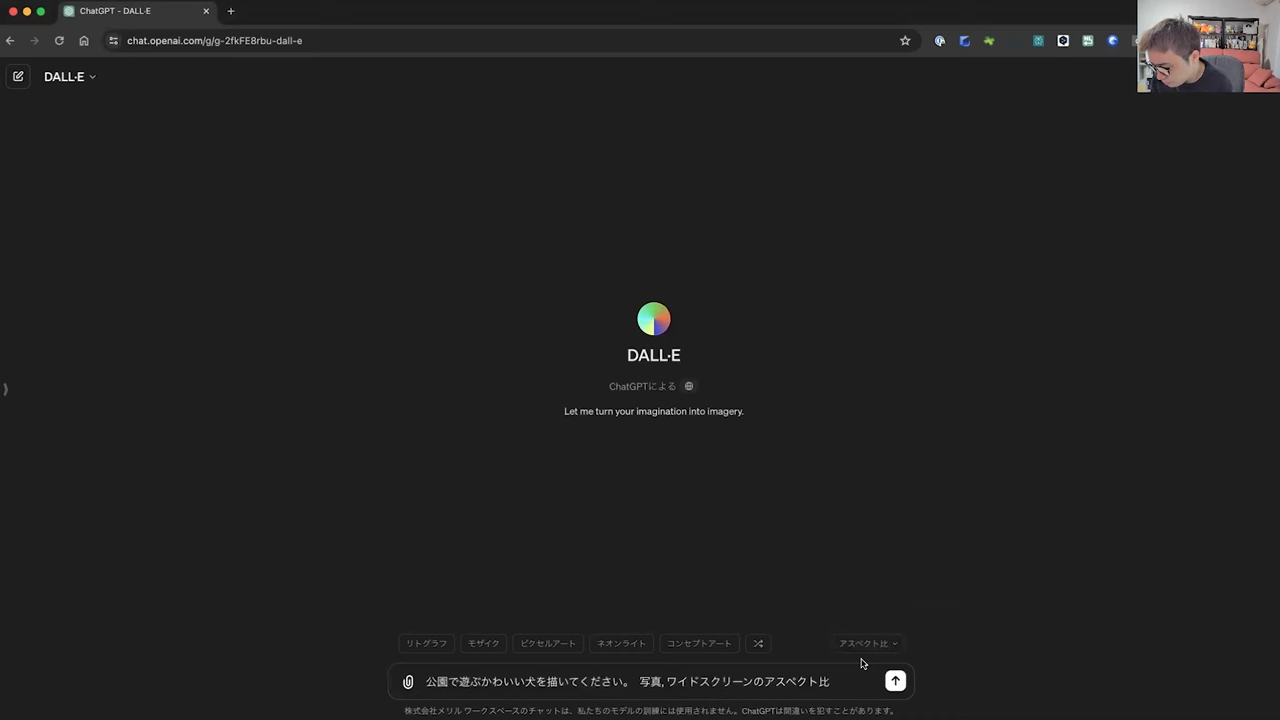 ChatGPT - DALL·E
chat.openai.com/g/g-2fkFE8rbu-dall-e
DALL·E
DALL·E
ChatGPTによる
Let me turn your imagination into imagery.
リトグラフ モザイク ピクセルアート ネオンライト コンセプトアート アスペクト比
公園で遊ぶかわいい犬を描いてください。 写真, ワイドスクリーンのアスペクト比
株式会社メリル ワークスペースのチャットは、私たちのモデルの訓練には使用されません。ChatGPTは間違いを犯すことがあります。